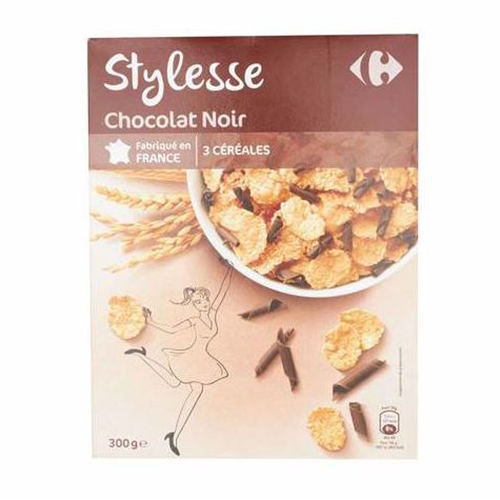 Stylesse
Chocolat Noir
Fabriqué en
FRANCE
3 CÉRÉALES
300g e